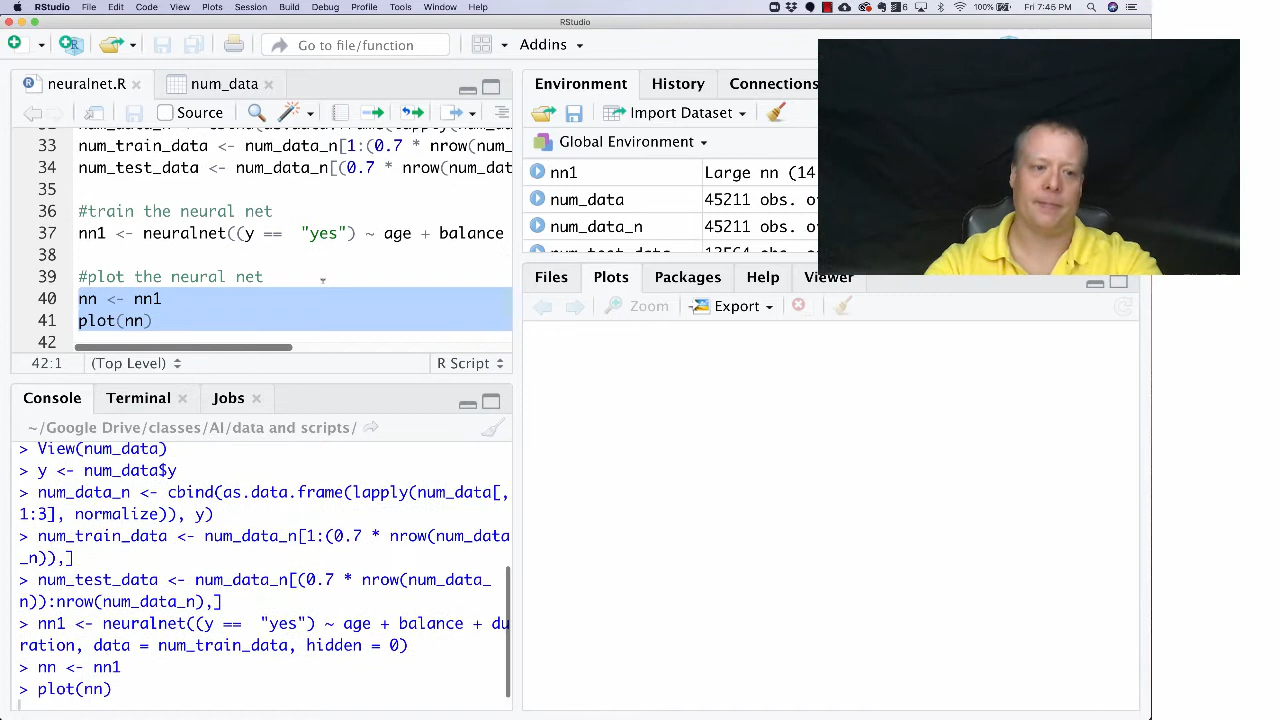 RStudio File Edit Code View Plots Session Build Debug Profile Tools Window Help 6 100% Fri 7:45 PM
RStudio
Go to file/function Addins
neuralnet.R num_data
Source
33 num_train_data <- num_data_n[1:(0.7 * nrow(num_
34 num_test_data <- num_data_n[(0.7 * nrow(num_dat
35
36 #train the neural net
37 nn1 <- neuralnet((y == "yes") ~ age + balance
38
39 #plot the neural net
40 nn <- nn1
41 plot(nn)
42
42:1 (Top Level) R Script
Console Terminal Jobs
~/Google Drive/classes/AI/data and scripts/
> View(num_data)
> y <- num_data$y
> num_data_n <- cbind(as.data.frame(lapply(num_data[,
1:3], normalize)), y)
> num_train_data <- num_data_n[1:(0.7 * nrow(num_data
_n)),]
> num_test_data <- num_data_n[(0.7 * nrow(num_data_
n)):nrow(num_data_n),]
> nn1 <- neuralnet((y == "yes") ~ age + balance + du
ration, data = num_train_data, hidden = 0)
> nn <- nn1
> plot(nn)
Environment History Connections
Import Dataset
Global Environment
nn1 Large nn (14
num_data 45211 obs. o
num_data_n 45211 obs. o
Files Plots Packages Help Viewer
Zoom Export